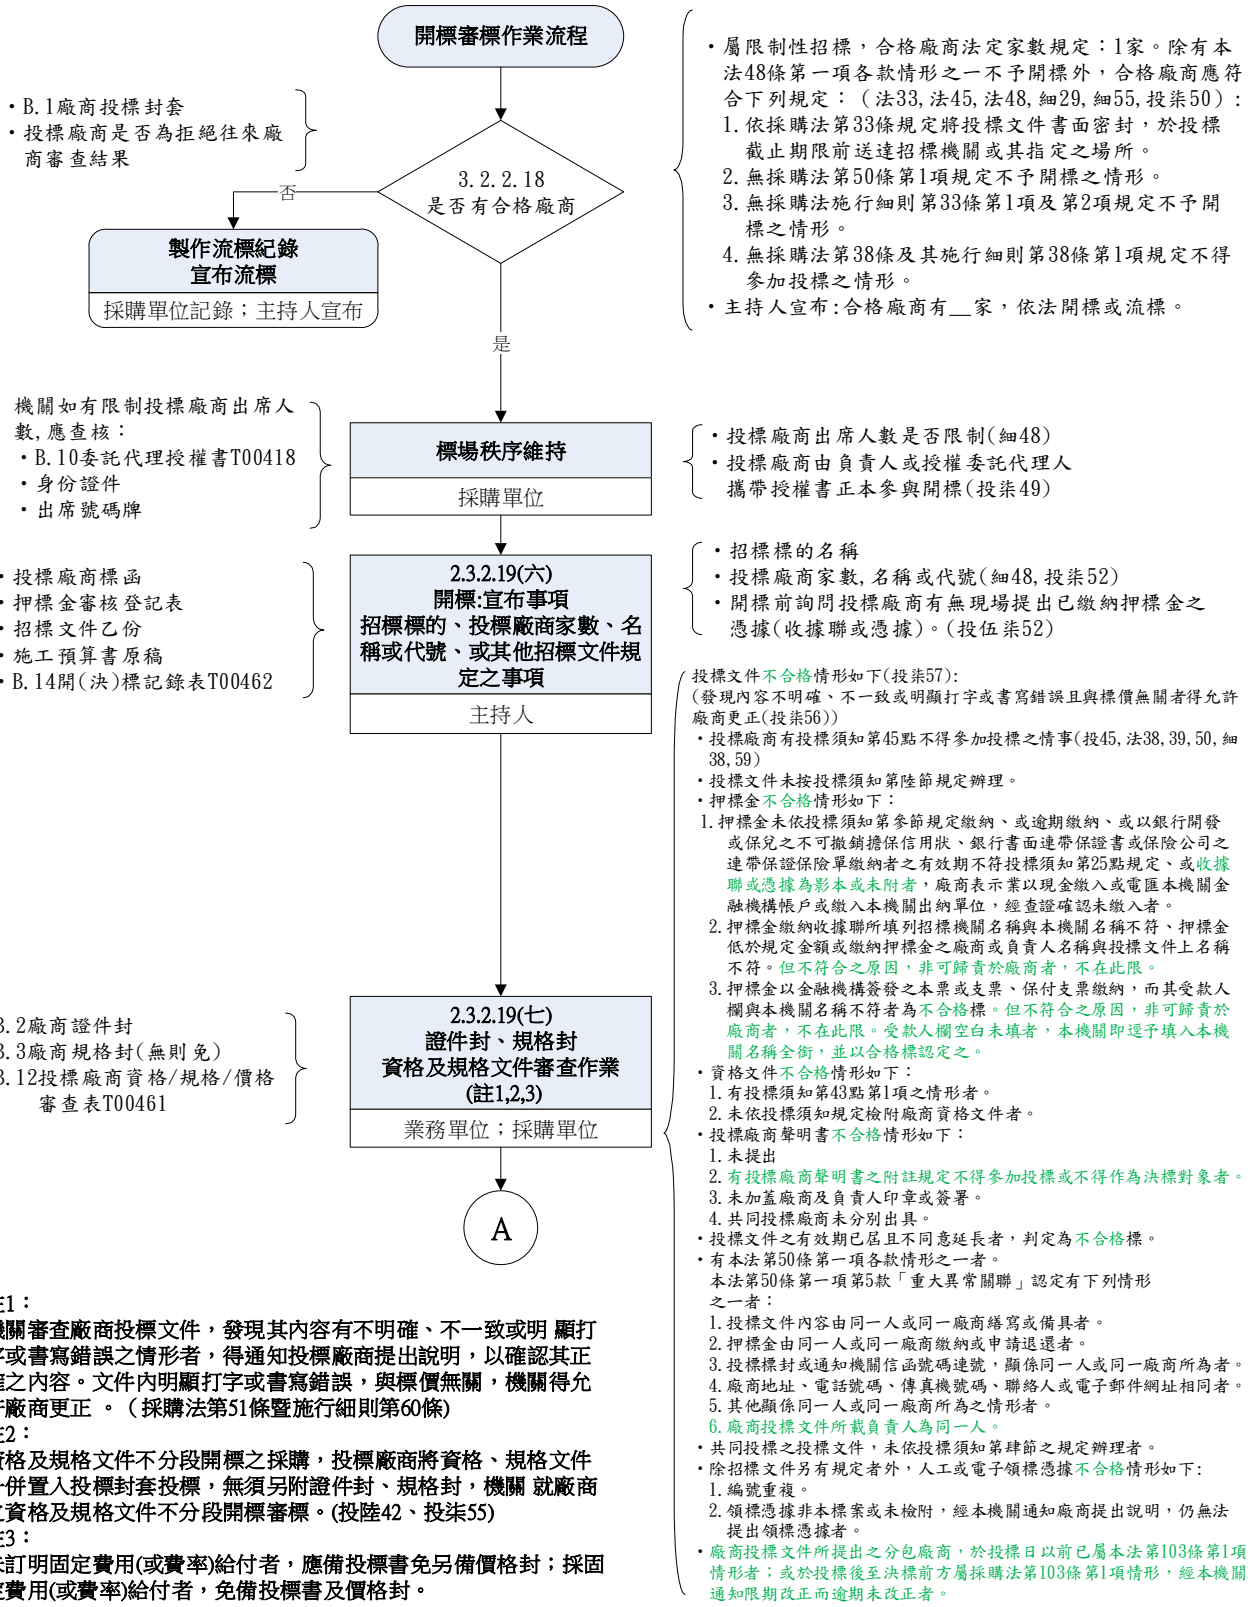 開標審標作業流程
・B.1廠商投標封套
・投標廠商是否為拒絕往來廠
商審查結果
3.2.2.18
是否有合格廠商
否
製作流標紀錄
宣布流標
採購單位記錄；主持人宣布
是
・屬限制性招標，合格廠商法定家數規定：1家。除有本
法48條第一項各款情形之一不予開標外，合格廠商應符
合下列規定：（法33,法45,法48,細29,細55,投柒50）:
1.依採購法第33條規定將投標文件書面密封，於投標
截止期限前送達招標機關或其指定之場所。
2.無採購法第50條第1項規定不予開標之情形。
3.無採購法施行細則第33條第1項及第2項規定不予開
標之情形。
4.無採購法第38條及其施行細則第38條第1項規定不得
參加投標之情形。
・主持人宣布:合格廠商有__家，依法開標或流標。
機關如有限制投標廠商出席人
數,應查核：
・B.10委託代理授權書T00418
・身份證件
・出席號碼牌
標場秩序維持
採購單位
・投標廠商出席人數是否限制(細48)
・投標廠商由負責人或授權委託代理人
攜帶授權書正本參與開標(投柒49)
・投標廠商標函
・押標金審核登記表
・招標文件乙份
・施工預算書原稿
・B.14開(決)標記錄表T00462
2.3.2.19(六)
開標:宣布事項
招標標的、投標廠商家數、名
稱或代號、或其他招標文件規
定之事項
主持人
・招標標的名稱
・投標廠商家數,名稱或代號(細48,投柒52)
・開標前詢問投標廠商有無現場提出已繳納押標金之
憑據(收據聯或憑據)。(投伍柒52)
3.2廠商證件封
3.3廠商規格封(無則免)
3.12投標廠商資格/規格/價格
審查表T00461
2.3.2.19(七)
證件封、規格封
資格及規格文件審查作業
(註1,2,3)
業務單位；採購單位
A
投標文件不合格情形如下(投柒57):
(發現內容不明確、不一致或明顯打字或書寫錯誤且與標價無關者得允許
廠商更正(投柒56))
・投標廠商有投標須知第45點不得參加投標之情事(投45,法38,39,50,細
38,59)
・投標文件未按投標須知第陸節規定辦理。
・押標金不合格情形如下：
1.押標金未依投標須知第參節規定繳納、或逾期繳納、或以銀行開發
或保兌之不可撤銷擔保信用狀、銀行書面連帶保證書或保險公司之
連帶保證保險單繳納者之有效期不符投標須知第25點規定、或收據
聯或憑據為影本或未附者，廠商表示業以現金繳入或電匯本機關金
融機構帳戶或繳入本機關出納單位，經查證確認未繳入者。
2.押標金繳納收據聯所填列招標機關名稱與本機關名稱不符、押標金
低於規定金額或繳納押標金之廠商或負責人名稱與投標文件上名稱
不符。但不符合之原因，非可歸責於廠商者，不在此限。
3.押標金以金融機構簽發之本票或支票、保付支票繳納，而其受款人
欄與本機關名稱不符者為不合格標。但不符合之原因，非可歸責於
廠商者，不在此限。受款人欄空白未填者，本機關即逕予填入本機
關名稱全銜，並以合格標認定之。
・資格文件不合格情形如下：
1.有投標須知第43點第1項之情形者。
2.未依投標須知規定檢附廠商資格文件者。
・投標廠商聲明書不合格情形如下：
1.未提出
2.有投標廠商聲明書之附註規定不得參加投標或不得作為決標對象者。
3.未加蓋廠商及負責人印章或簽署。
4.共同投標廠商未分別出具。
・投標文件之有效期已屆且不同意延長者，判定為不合格標。
・有本法第50條第一項各款情形之一者。
本法第50條第一項第5款「重大異常關聯」認定有下列情形
之一者：
1.投標文件內容由同一人或同一廠商繕寫或備具者。
2.押標金由同一人或同一廠商繳納或申請退還者。
3.投標標封或通知機關信函號碼連號，顯係同一人或同一廠商所為者。
4.廠商地址、電話號碼、傳真機號碼、聯絡人或電子郵件網址相同者。
5.其他顯係同一人或同一廠商所為之情形者。
6.廠商投標文件所載負責人為同一人。
・共同投標之投標文件，未依投標須知第肆節之規定辦理者。
・除招標文件另有規定者外，人工或電子領標憑據不合格情形如下:
1.編號重複。
2.領標憑據非本標案或未檢附，經本機關通知廠商提出說明，仍無法
提出領標憑據者。
・廠商投標文件所提出之分包廠商，於投標日以前已屬本法第103條第1項
情形者；或於投標後至決標前方屬採購法第103條第1項情形，經本機關
通知限期改正而逾期未改正者。
註1：
機關審查廠商投標文件，發現其內容有不明確、不一致或明 顯打
字或書寫錯誤之情形者，得通知投標廠商提出說明，以確認其正
確之內容。文件內明顯打字或書寫錯誤，與標價無關，機關得允
許廠商更正 。（採購法第51條暨施行細則第60條)
註2：
資格及規格文件不分段開標之採購，投標廠商將資格、規格文件
一併置入投標封套投標，無須另附證件封、規格封，機關 就廠商
之資格及規格文件不分段開標審標。(投陸42、投柒55)
註3：
未訂明固定費用(或費率)給付者，應備投標書免另備價格封；採固
定費用(或費率)給付者，免備投標書及價格封。